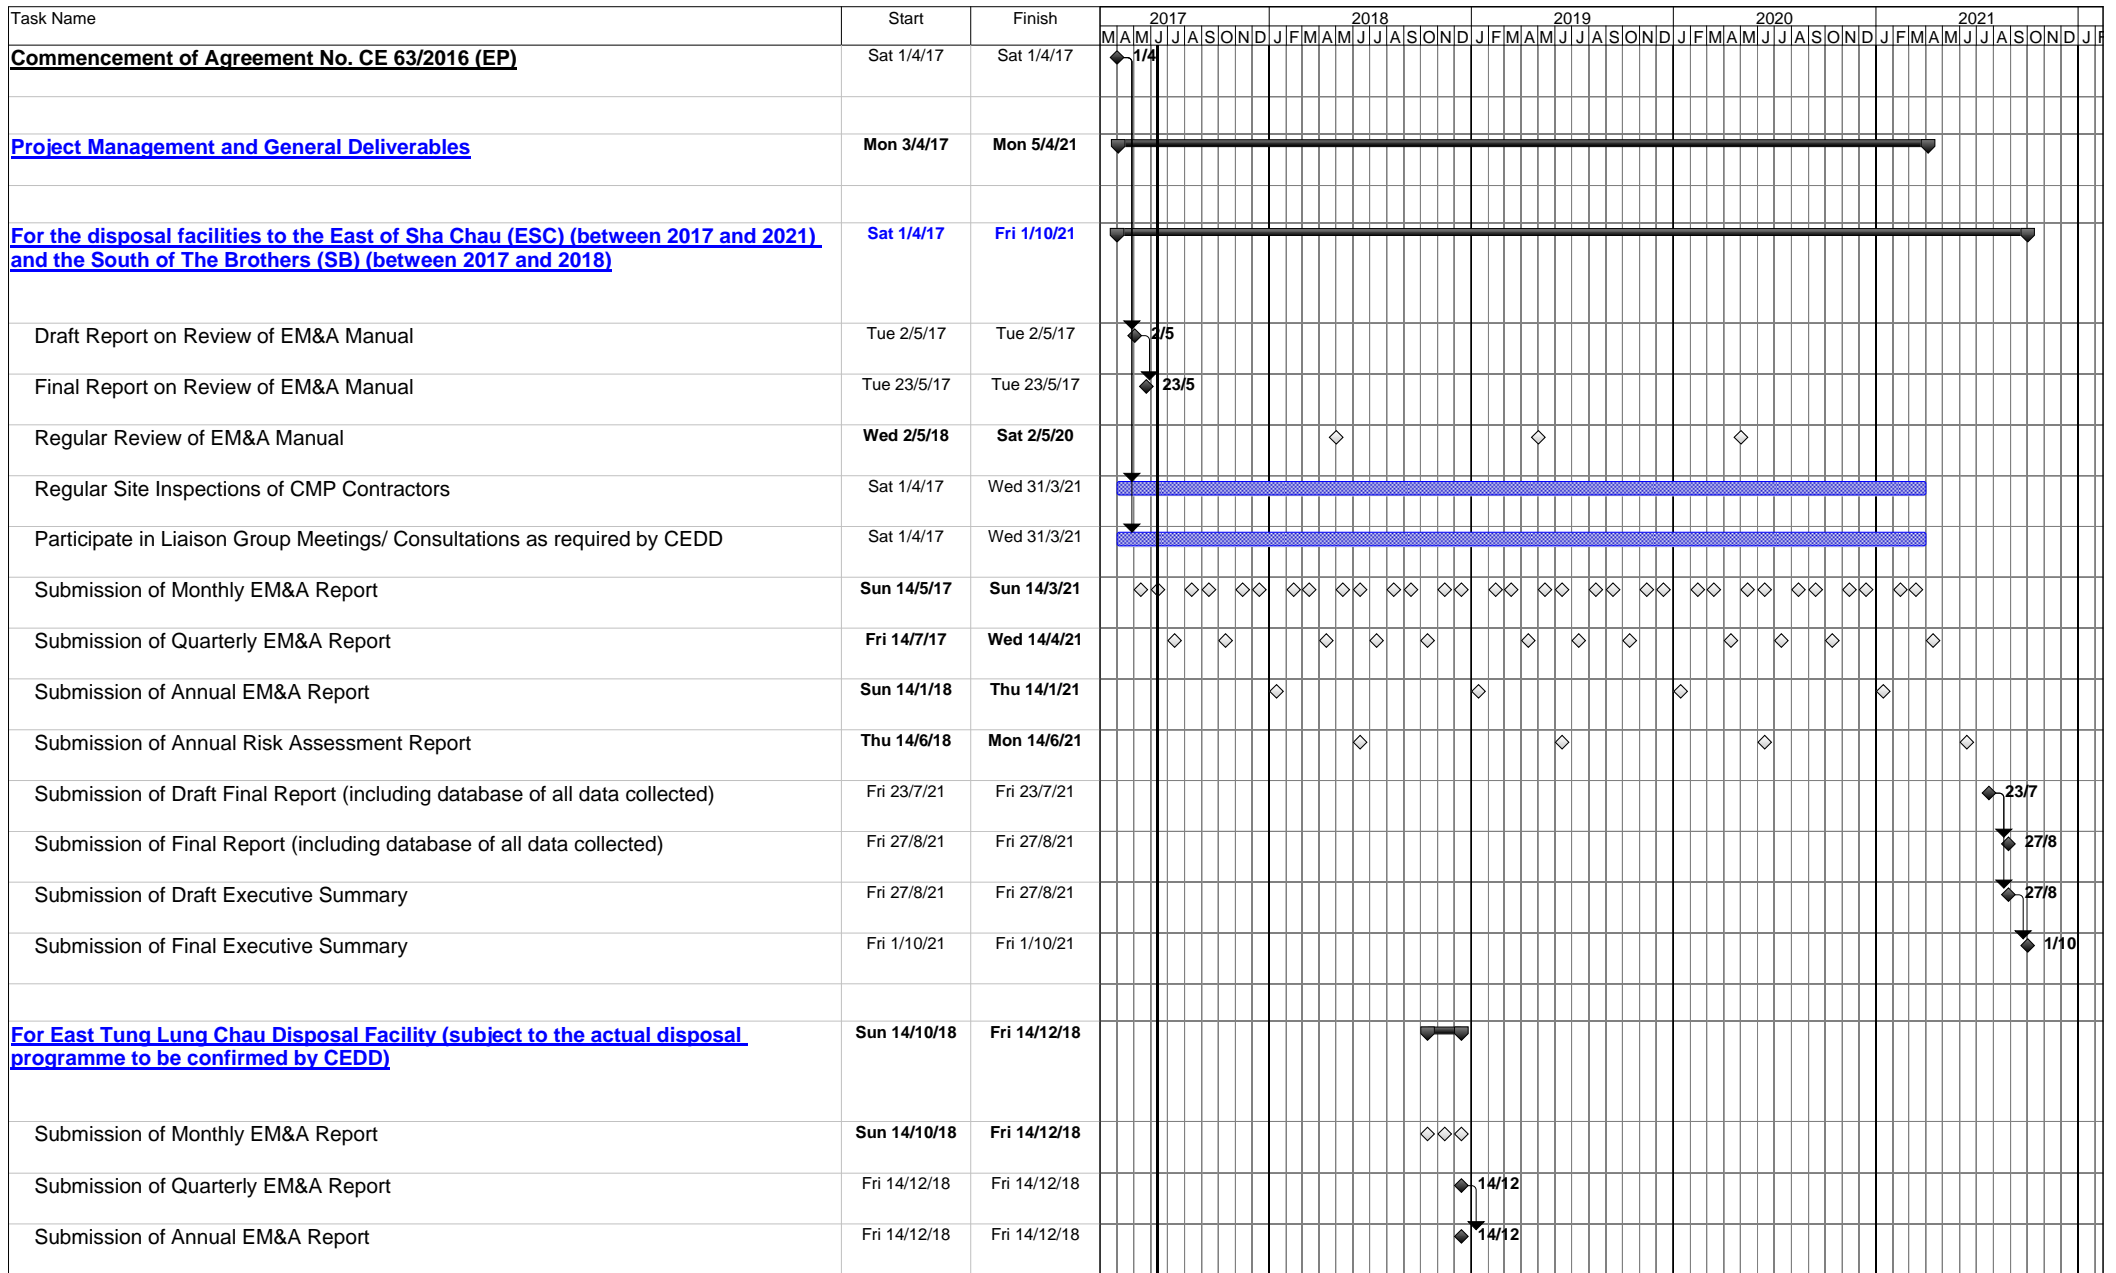 Task Name Start Finish 2017 2018 2019 2020 2021
M A M J J A S O N D J F M A M J J A S O N D J F M A M J J A S O N D J F M A M J J A S O N D J F M A M J J A S O N D J F
Commencement of Agreement No. CE 63/2016 (EP) Sat 1/4/17 Sat 1/4/17 1/4
Project Management and General Deliverables Mon 3/4/17 Mon 5/4/21
For the disposal facilities to the East of Sha Chau (ESC) (between 2017 and 2021) Sat 1/4/17 Fri 1/10/21
and the South of The Brothers (SB) (between 2017 and 2018)
Draft Report on Review of EM&A Manual Tue 2/5/17 Tue 2/5/17 2/5
Final Report on Review of EM&A Manual Tue 23/5/17 Tue 23/5/17 23/5
Regular Review of EM&A Manual Wed 2/5/18 Sat 2/5/20
Regular Site Inspections of CMP Contractors Sat 1/4/17 Wed 31/3/21
Participate in Liaison Group Meetings/ Consultations as required by CEDD Sat 1/4/17 Wed 31/3/21
Submission of Monthly EM&A Report Sun 14/5/17 Sun 14/3/21
Submission of Quarterly EM&A Report Fri 14/7/17 Wed 14/4/21
Submission of Annual EM&A Report Sun 14/1/18 Thu 14/1/21
Submission of Annual Risk Assessment Report Thu 14/6/18 Mon 14/6/21
Submission of Draft Final Report (including database of all data collected) Fri 23/7/21 Fri 23/7/21 23/7
Submission of Final Report (including database of all data collected) Fri 27/8/21 Fri 27/8/21 27/8
Submission of Draft Executive Summary Fri 27/8/21 Fri 27/8/21 27/8
Submission of Final Executive Summary Fri 1/10/21 Fri 1/10/21 1/10
For East Tung Lung Chau Disposal Facility (subject to the actual disposal Sun 14/10/18 Fri 14/12/18
programme to be confirmed by CEDD)
Submission of Monthly EM&A Report Sun 14/10/18 Fri 14/12/18
Submission of Quarterly EM&A Report Fri 14/12/18 Fri 14/12/18 14/12
Submission of Annual EM&A Report Fri 14/12/18 Fri 14/12/18 14/12